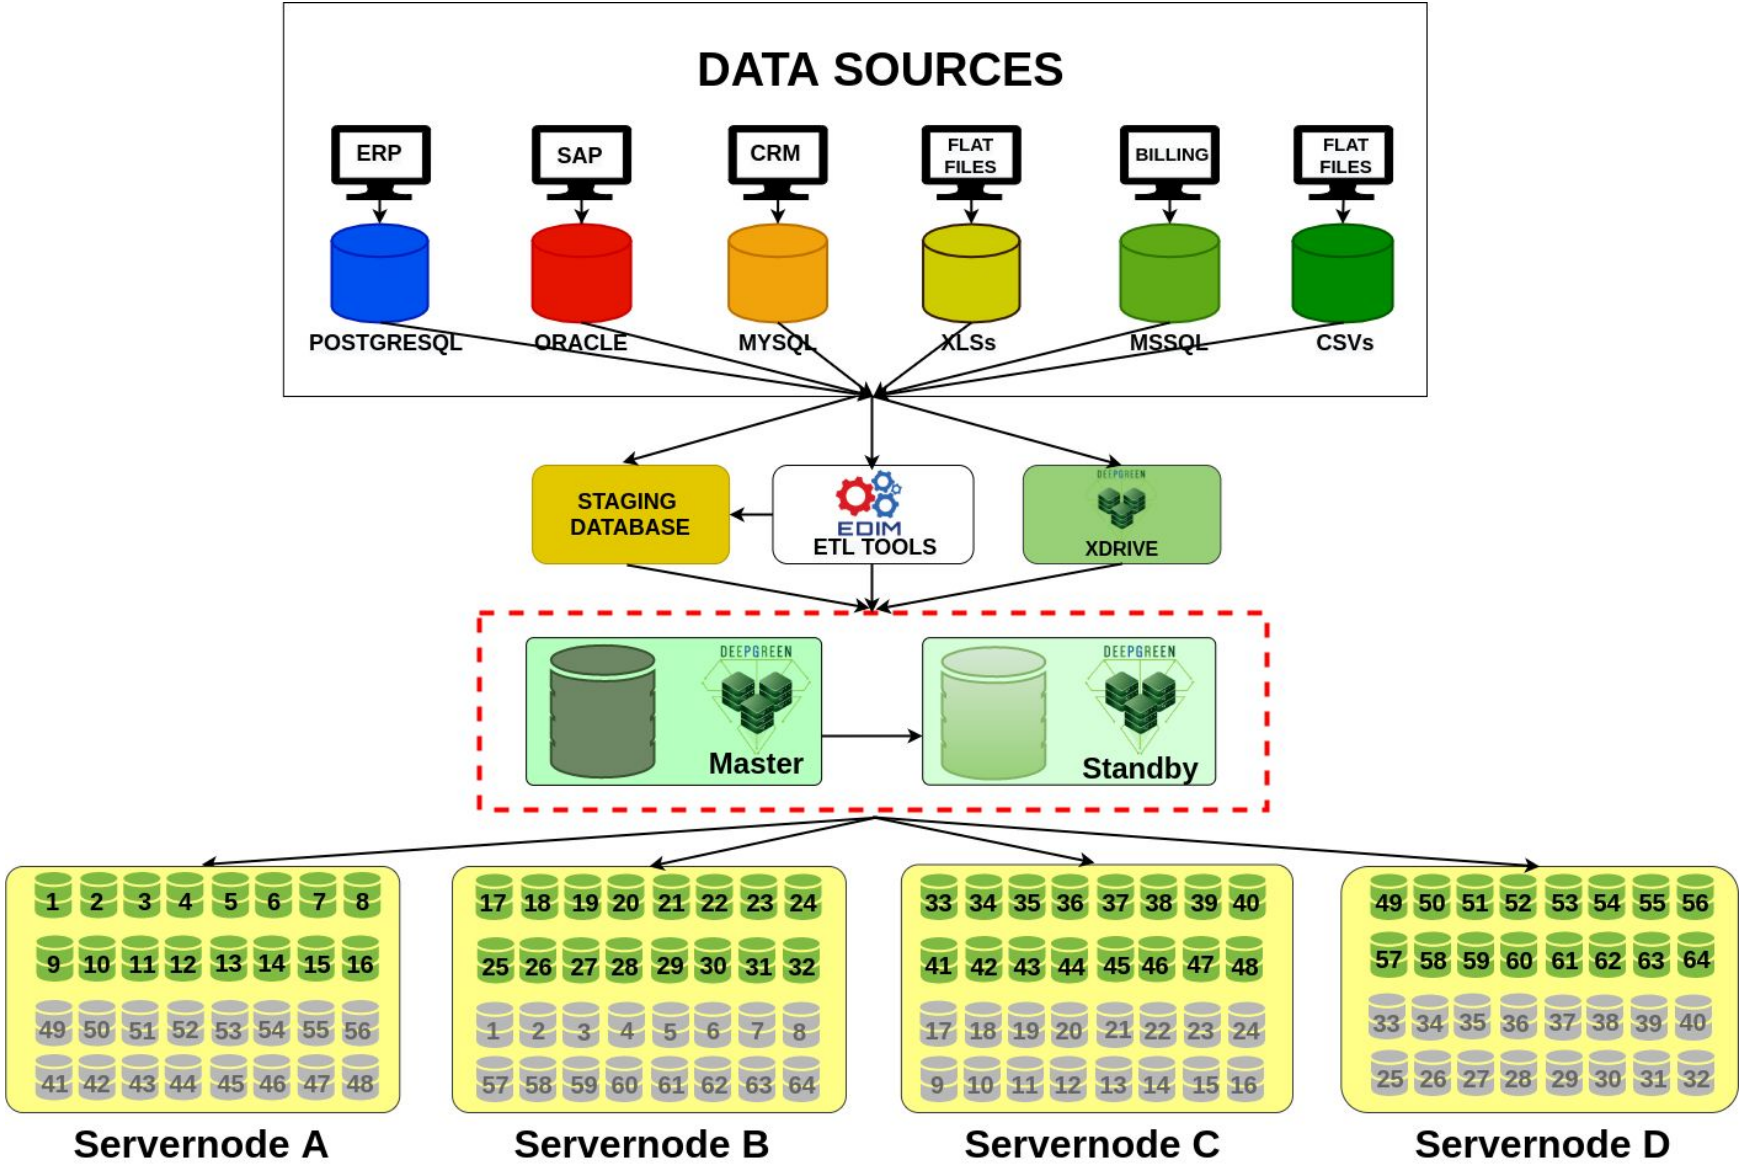 DATA SOURCES
ERP
SAP
CRM
FLAT
FILES
BILLING
FLAT
FILES
POSTGRESQL
ORACLE
MYSQL
XLSs
MSSQL
CSVs
STAGING
DATABASE
EDIM
ETL TOOLS
DEEPGREEN
XDRIVE
DEEPGREEN
Master
DEEPGREEN
Standby
1 2 3 4 5 6 7 8
9 10 11 12 13 14 15 16
49 50 51 52 53 54 55 56
41 42 43 44 45 46 47 48
Servernode A
17 18 19 20 21 22 23 24
25 26 27 28 29 30 31 32
1 2 3 4 5 6 7 8
57 58 59 60 61 62 63 64
Servernode B
33 34 35 36 37 38 39 40
41 42 43 44 45 46 47 48
17 18 19 20 21 22 23 24
9 10 11 12 13 14 15 16
Servernode C
49 50 51 52 53 54 55 56
57 58 59 60 61 62 63 64
33 34 35 36 37 38 39 40
25 26 27 28 29 30 31 32
Servernode D